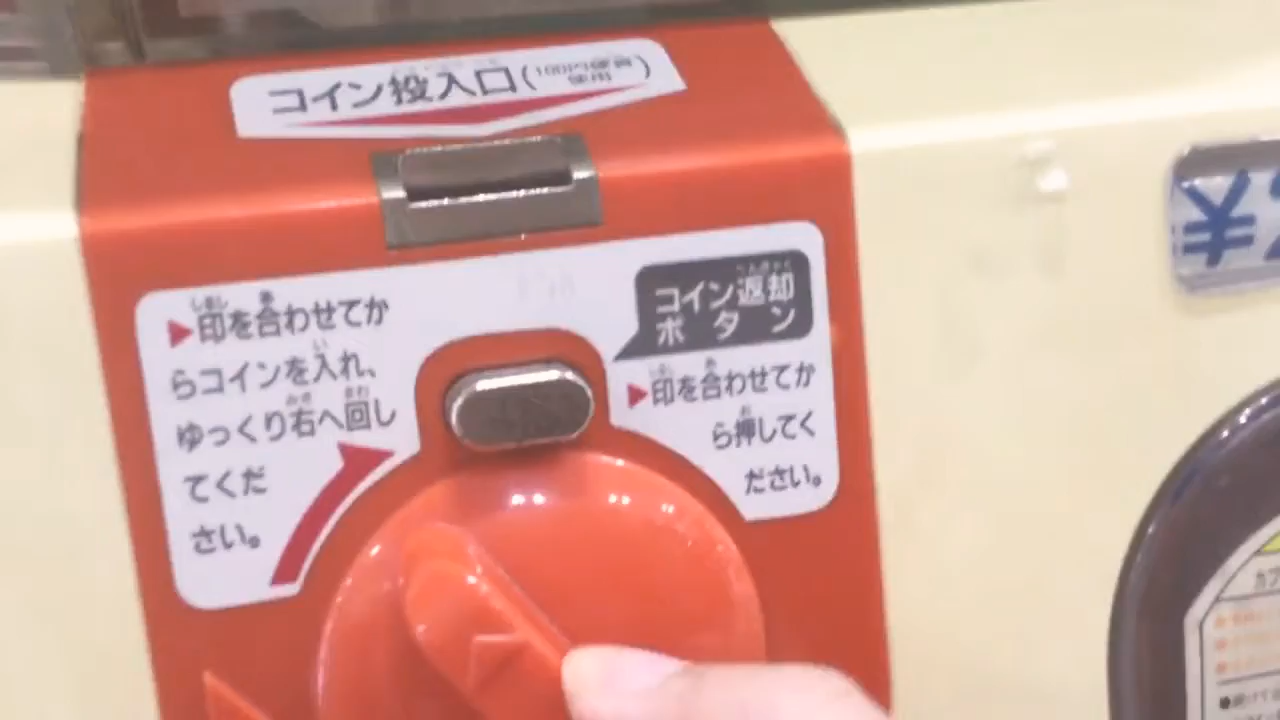 コイン投入口(100円硬貨使用)
▶印を合わせてか
らコインを入れ、
ゆっくり右へ回し
てくだ
さい。
コイン返却
ボタン
▶印を合わせてか
ら押してく
ださい。
¥